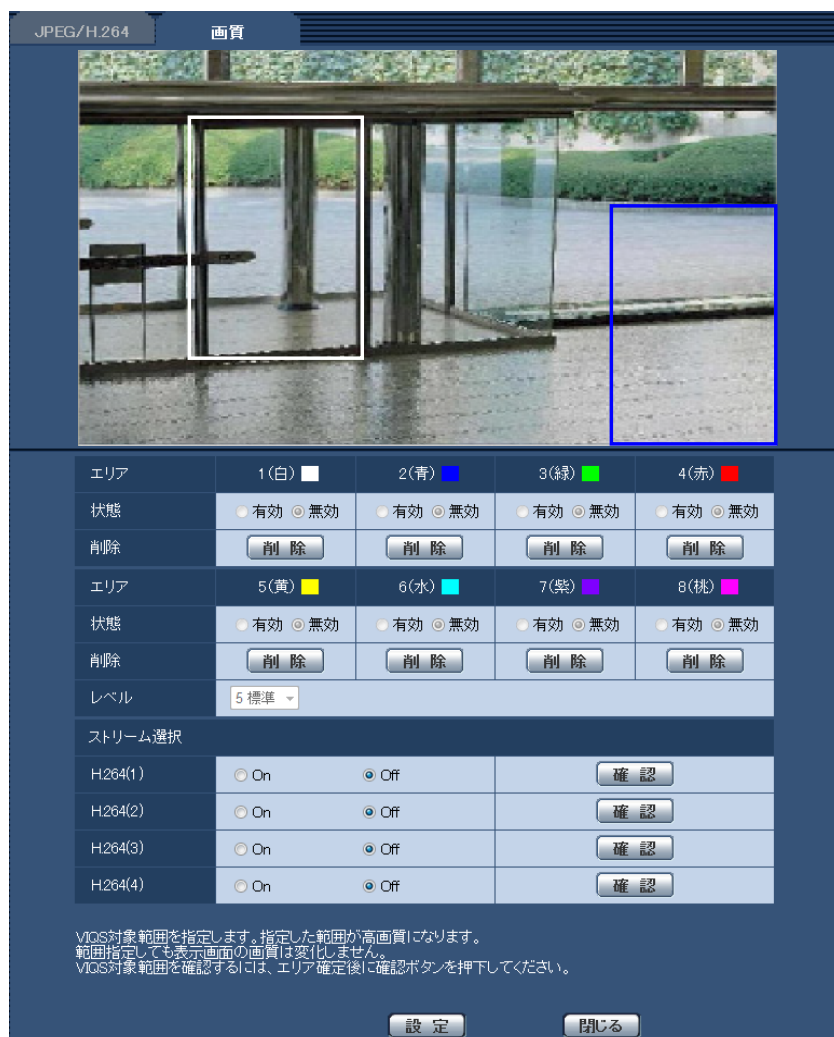 JPEG/H.264 画質
エリア 1(白) 2(青) 3(緑) 4(赤)
状態 有効 無効 有効 無効 有効 無効 有効 無効
削除 削除 削除 削除 削除
エリア 5(黄) 6(水) 7(紫) 8(桃)
状態 有効 無効 有効 無効 有効 無効 有効 無効
削除 削除 削除 削除 削除
レベル 5 標準
ストリーム選択
H.264(1) On Off 確認
H.264(2) On Off 確認
H.264(3) On Off 確認
H.264(4) On Off 確認
VIQS対象範囲を指定します。指定した範囲が高画質になります。
範囲指定しても表示画面の画質は変化しません。
VIQS対象範囲を確認するには、エリア確定後に確認ボタンを押下してください。
設定 閉じる